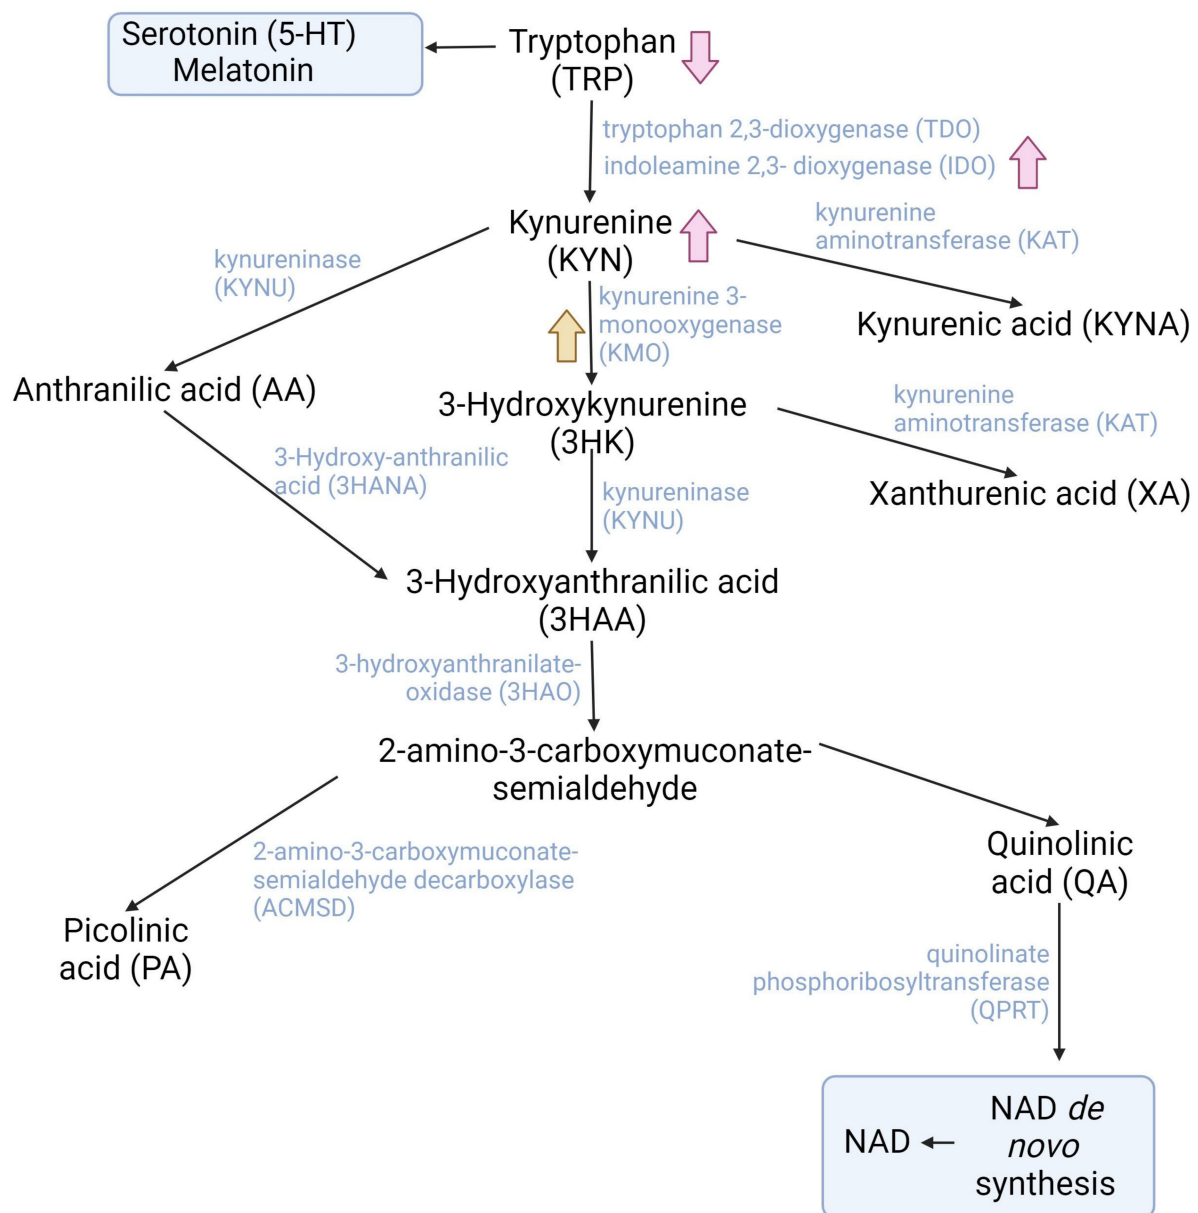 Serotonin (5-HT)
Melatonin
Tryptophan
(TRP)
tryptophan 2,3-dioxygenase (TDO)
indoleamine 2,3- dioxygenase (IDO)
Kynurenine
(KYN)
kynurenine
aminotransferase (KAT)
kynureninase
(KYNU)
kynurenine 3-
monooxygenase
(KMO)
Kynurenic acid (KYNA)
Anthranilic acid (AA)
3-Hydroxykynurenine
(3HK)
kynurenine
aminotransferase (KAT)
3-Hydroxy-anthranilic
acid (3HANA)
kynureninase
(KYNU)
Xanthurenic acid (XA)
3-Hydroxyanthranilic acid
(3HAA)
3-hydroxyanthranilate-
oxidase (3HAO)
2-amino-3-carboxymuconate-
semialdehyde
2-amino-3-carboxymuconate-
semialdehyde decarboxylase
(ACMSD)
Quinolinic
acid (QA)
Picolinic
acid (PA)
quinolinate
phosphoribosyltransferase
(QPRT)
NAD de
novo
synthesis
NAD